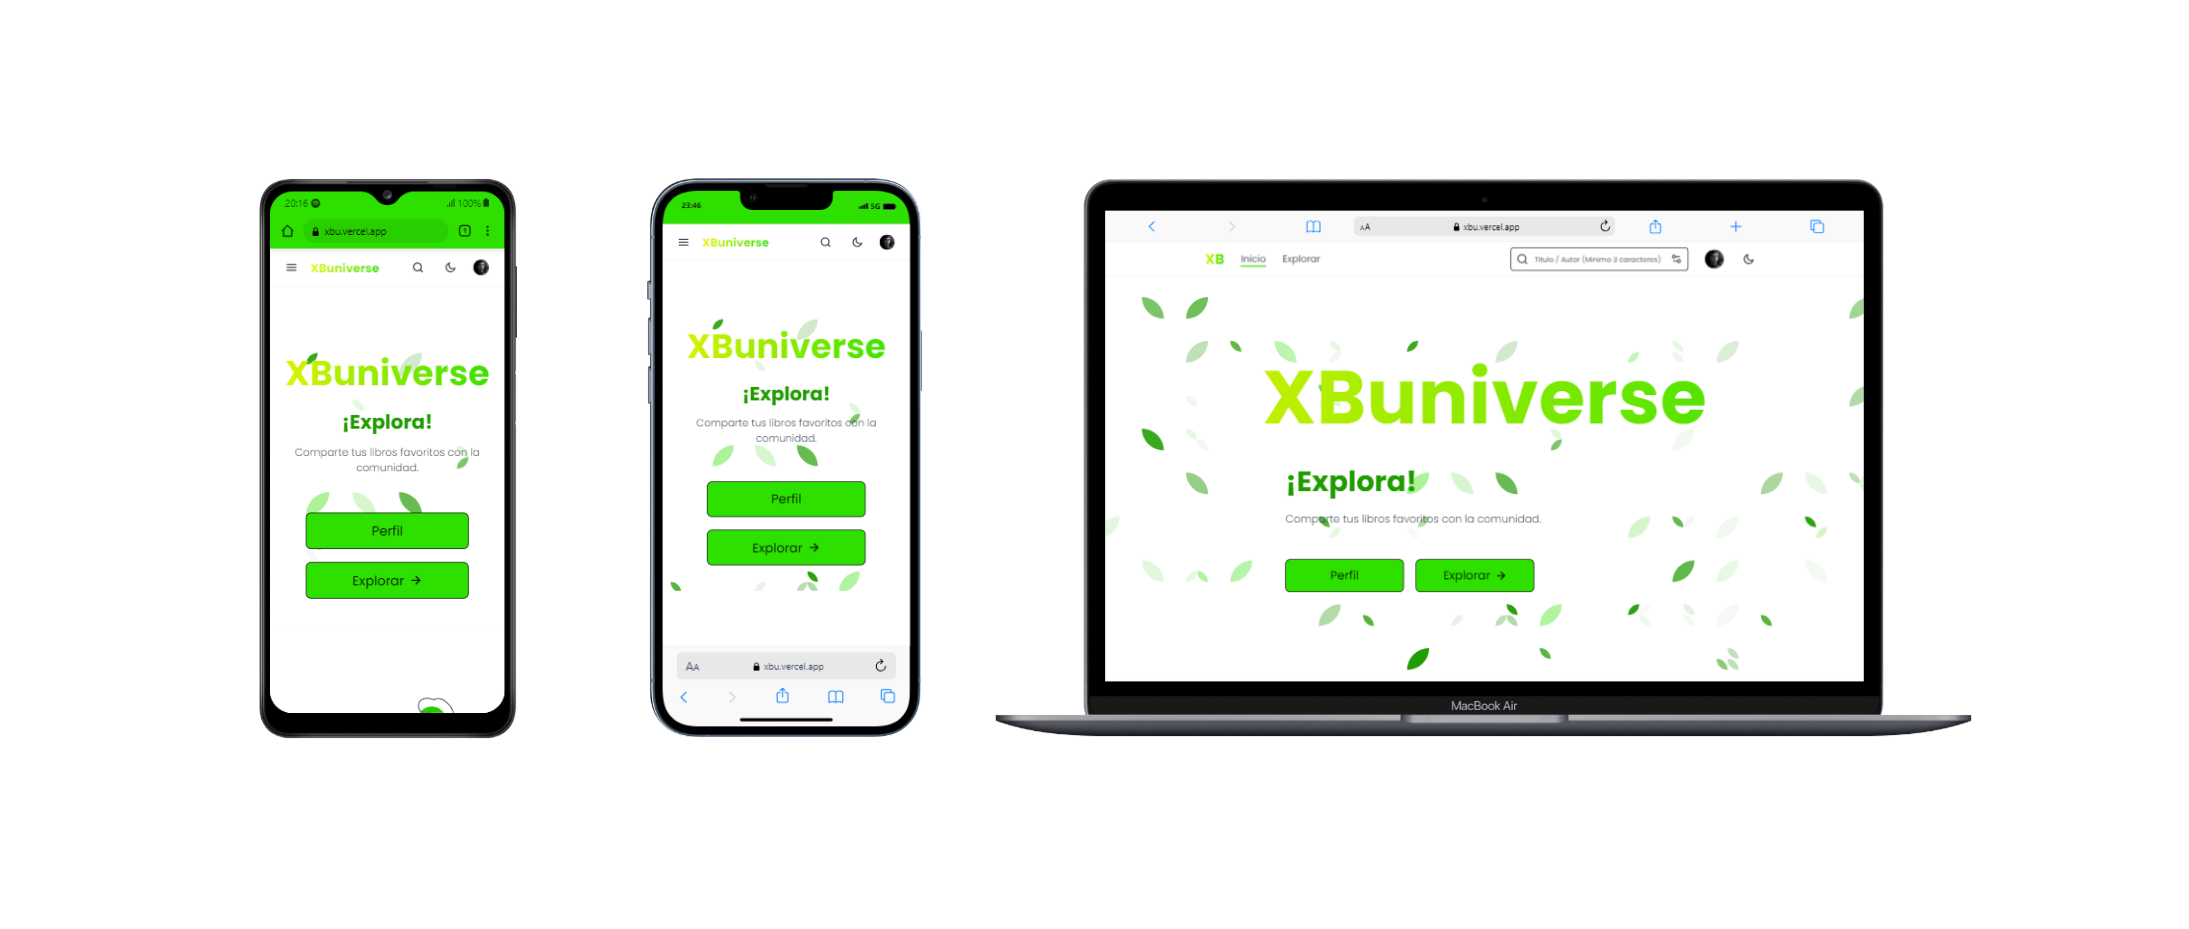 20:16
100%
xbu.vercel.app
1
XBuniverse
XBuniverse
¡Explora!
Comparte tus libros favoritos con la
comunidad.
Perfil
Explorar →
23:46
5G
XBuniverse
XBuniverse
¡Explora!
Comparte tus libros favoritos con la
comunidad.
Perfil
Explorar →
AA
xbu.vercel.app
AA
xbu.vercel.app
XB
Inicio
Explorar
Título / Autor (Mínimo 3 caracteres)
XBuniverse
¡Explora!
Comparte tus libros favoritos con la comunidad.
Perfil
Explorar →
MacBook Air